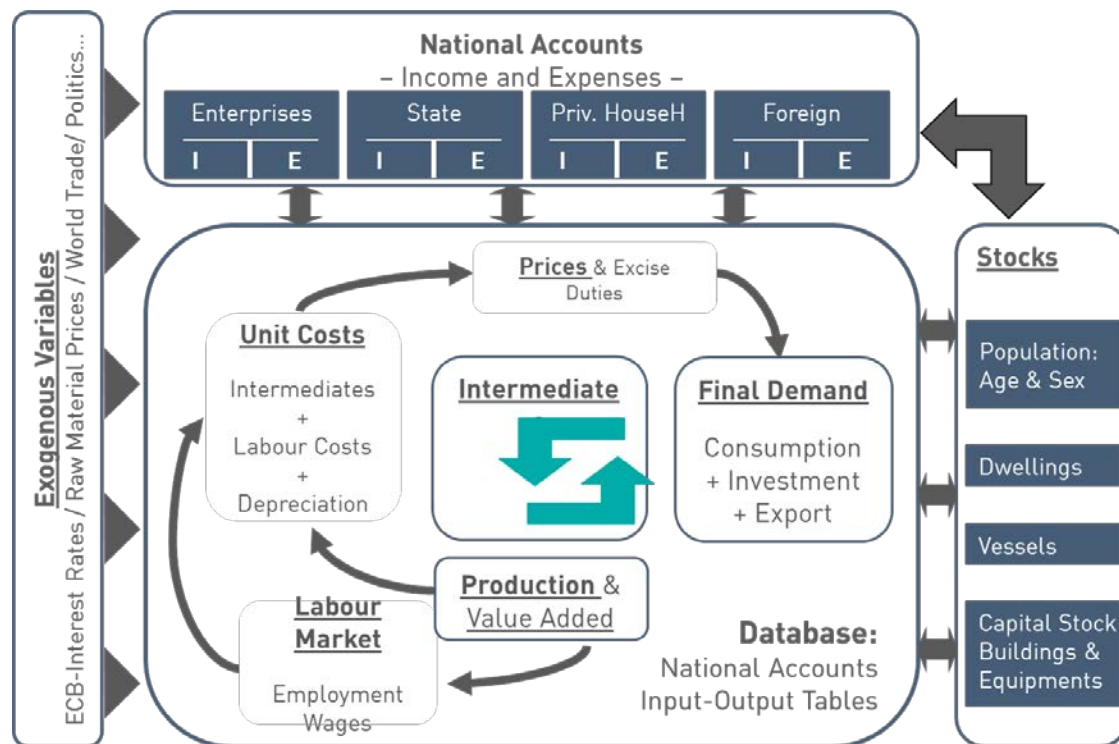 Exogenous Variables
ECB-Interest Rates / Raw Material Prices / World Trade/ Politics...
National Accounts
– Income and Expenses –
Enterprises
I E
State
I E
Priv. HouseH
I E
Foreign
I E
Prices & Excise
Duties
Unit Costs
Intermediates
+
Labour Costs
+
Depreciation
Intermediate
Final Demand
Consumption
+ Investment
+ Export
Production &
Value Added
Labour
Market
Employment
Wages
Database:
National Accounts
Input-Output Tables
Stocks
Population:
Age & Sex
Dwellings
Vessels
Capital Stock
Buildings &
Equipments